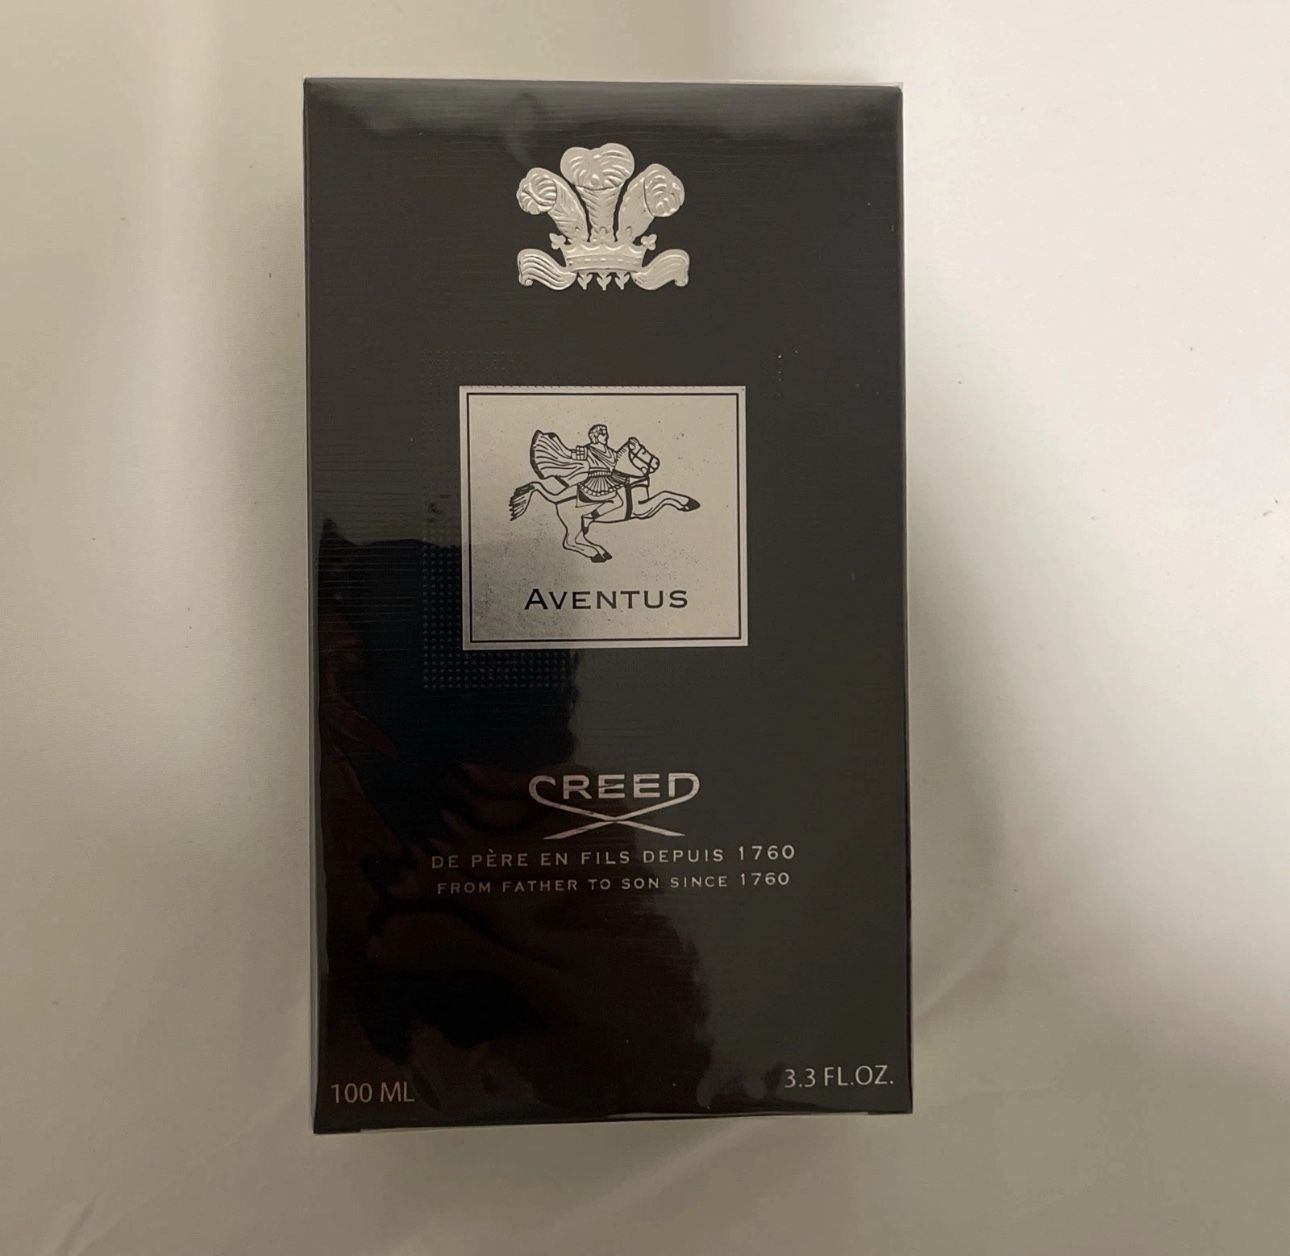 AVENTUS
CREED
DE PÈRE EN FILS DEPUIS 1760
FROM FATHER TO SON SINCE 1760
100 ML
3.3 FL.OZ.